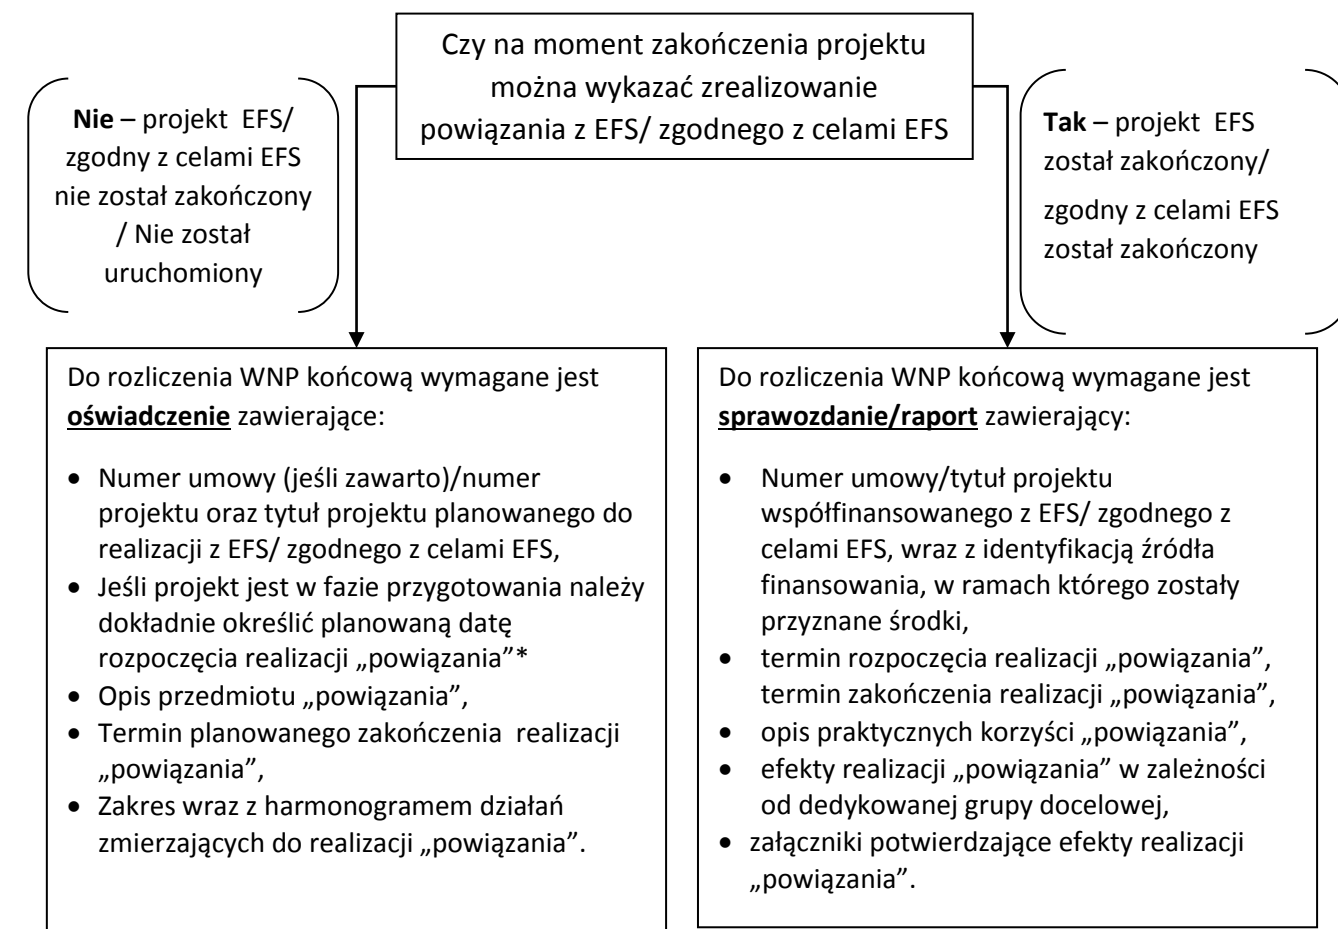 Czy na moment zakończenia projektu
można wykazać zrealizowanie
powiązania z EFS/ zgodnego z celami EFS
Nie – projekt EFS/
zgodny z celami EFS
nie został zakończony
/ Nie został
uruchomiony
Tak – projekt EFS
został zakończony/
zgodny z celami EFS
został zakończony
Do rozliczenia WNP końcową wymagane jest
oświadczenie zawierające:
• Numer umowy (jeśli zawarto)/numer
projektu oraz tytuł projektu planowanego do
realizacji z EFS/ zgodnego z celami EFS,
• Jeśli projekt jest w fazie przygotowania należy
dokładnie określić planowaną datę
rozpoczęcia realizacji „powiązania”*
• Opis przedmiotu „powiązania”,
• Termin planowanego zakończenia realizacji
„powiązania”,
• Zakres wraz z harmonogramem działań
zmierzających do realizacji „powiązania”.
Do rozliczenia WNP końcową wymagane jest
sprawozdanie/raport zawierający:
• Numer umowy/tytuł projektu
współfinansowanego z EFS/ zgodnego z
celami EFS, wraz z identyfikacją źródła
finansowania, w ramach którego zostały
przyznane środki,
• termin rozpoczęcia realizacji „powiązania”,
termin zakończenia realizacji „powiązania”,
• opis praktycznych korzyści „powiązania”,
• efekty realizacji „powiązania” w zależności
od dedykowanej grupy docelowej,
• załączniki potwierdzające efekty realizacji
„powiązania”.